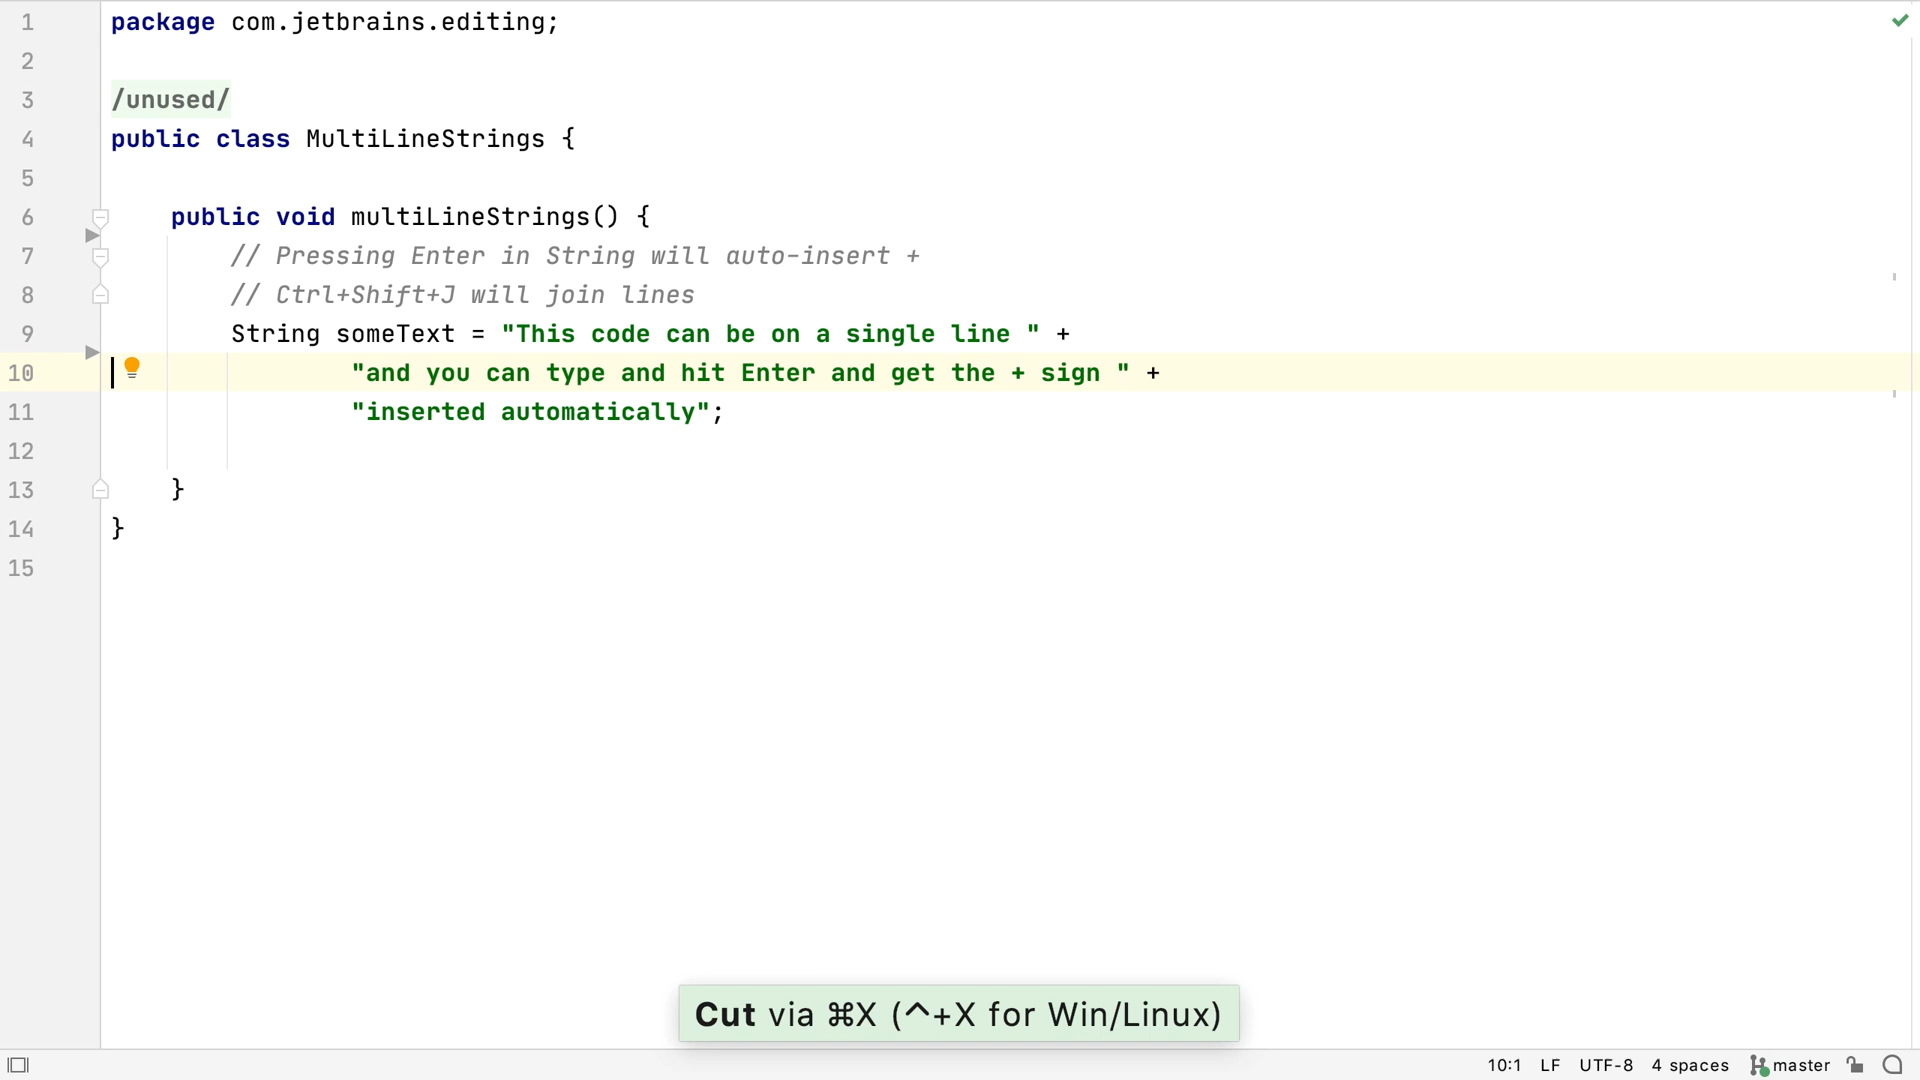 1 package com.jetbrains.editing;
2
3 /unused/
4 public class MultiLineStrings {
5
6 public void multiLineStrings() {
7 // Pressing Enter in String will auto-insert +
8 // Ctrl+Shift+J will join lines
9 String someText = "This code can be on a single line " +
10 "and you can type and hit Enter and get the + sign " +
11 "inserted automatically";
12
13 }
14 }
15
Cut via ⌘X (^+X for Win/Linux)
10:1 LF UTF-8 4 spaces master